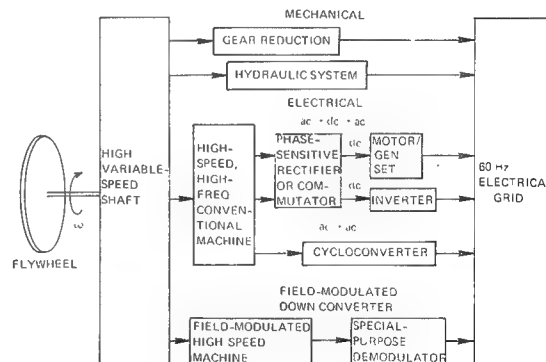 MECHANICAL
GEAR REDUCTION
HYDRAULIC SYSTEM
ELECTRICAL
ac → dc → ac
HIGH-
SPEED,
HIGH-
FREQ
CONVEN-
TIONAL
MACHINE
PHASE-
SENSITIVE
RECTIFIER
OR COM-
MUTATOR
dc
MOTOR/
GEN
SET
dc
INVERTER
ac → ac
CYCLOCONVERTER
HIGH
VARIABLE-
SPEED
SHAFT
ω
FLYWHEEL
60 Hz
ELECTRICAL
GRID
FIELD-MODULATED
DOWN CONVERTER
FIELD-MODULATED
HIGH SPEED
MACHINE
SPECIAL-
PURPOSE
DEMODULATOR